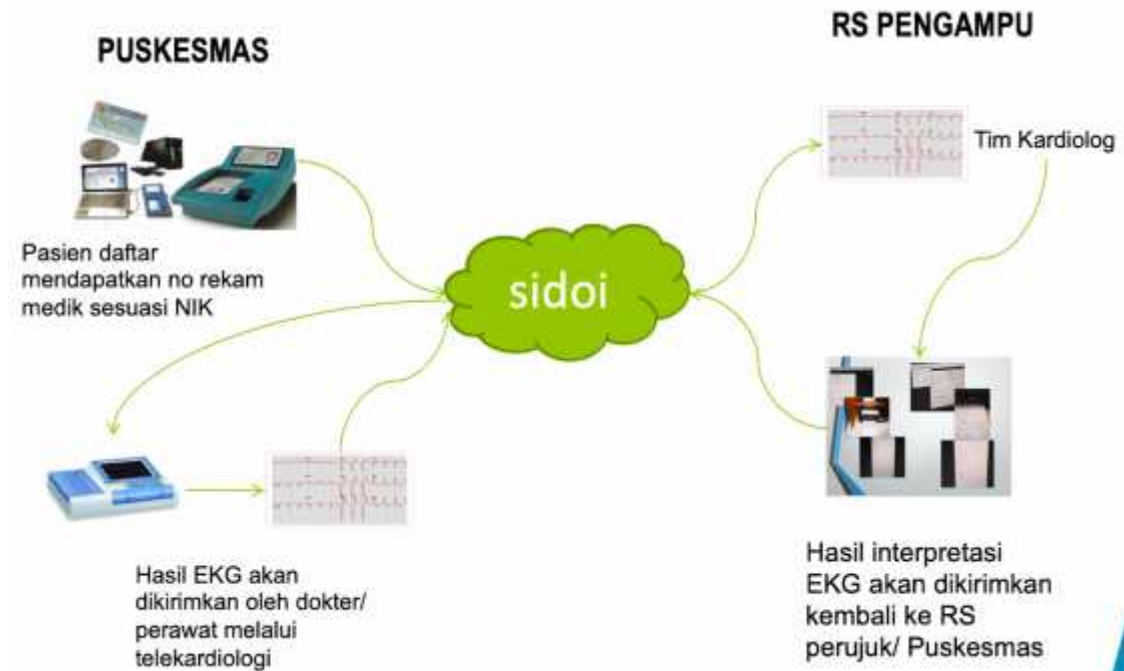 PUSKESMAS
RS PENGAMPU
Tim Kardiolog
Pasien daftar
mendapatkan no rekam
medik sesuasi NIK
sidoi
Hasil EKG akan
dikirimkan oleh dokter/
perawat melalui
telekardiologi
Hasil interpretasi
EKG akan dikirimkan
kembali ke RS
perujuk/ Puskesmas